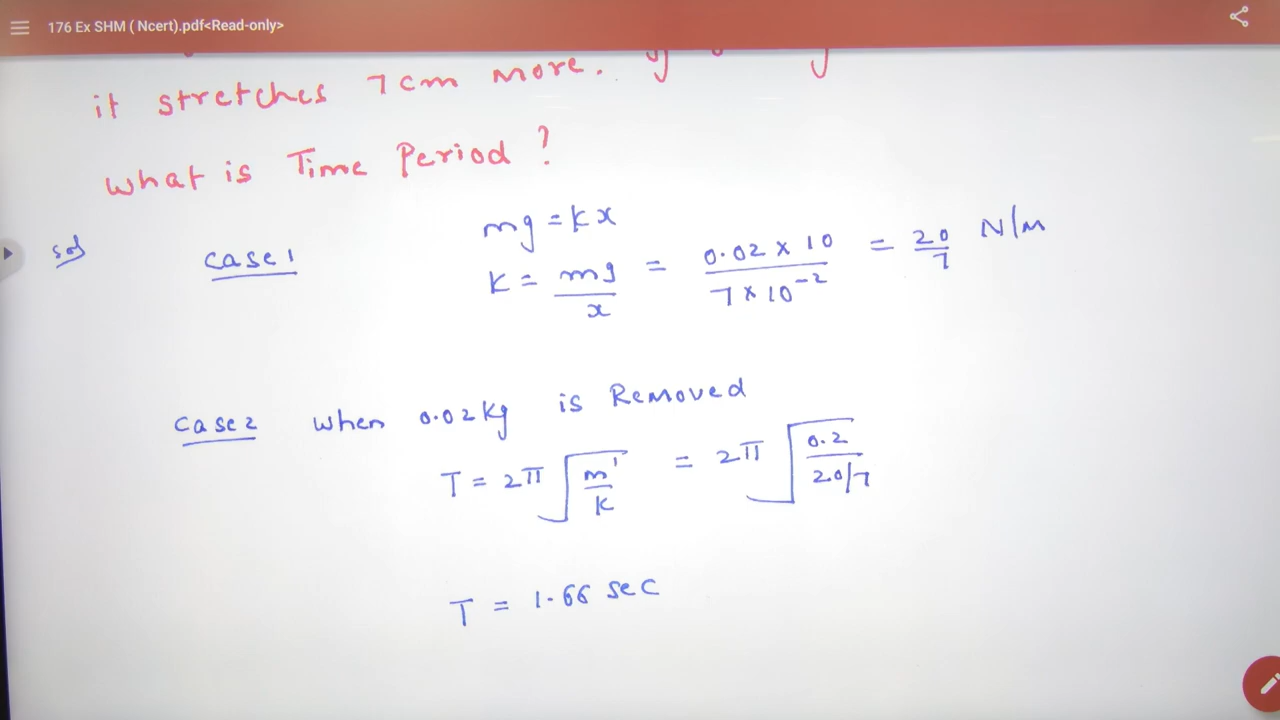 176 Ex SHM ( Ncert).pdf<Read-only>
it stretches 7cm more.
What is Time Period ?
Sol
Case 1
mg = kx
K = mg/x = 0.02 x 10 / 7 x 10^-2 = 20/7 N/M
Case 2 When 0.02 kg is Removed
T = 2π √(m'/K) = 2π √(0.2 / 20/7)
T = 1.66 sec